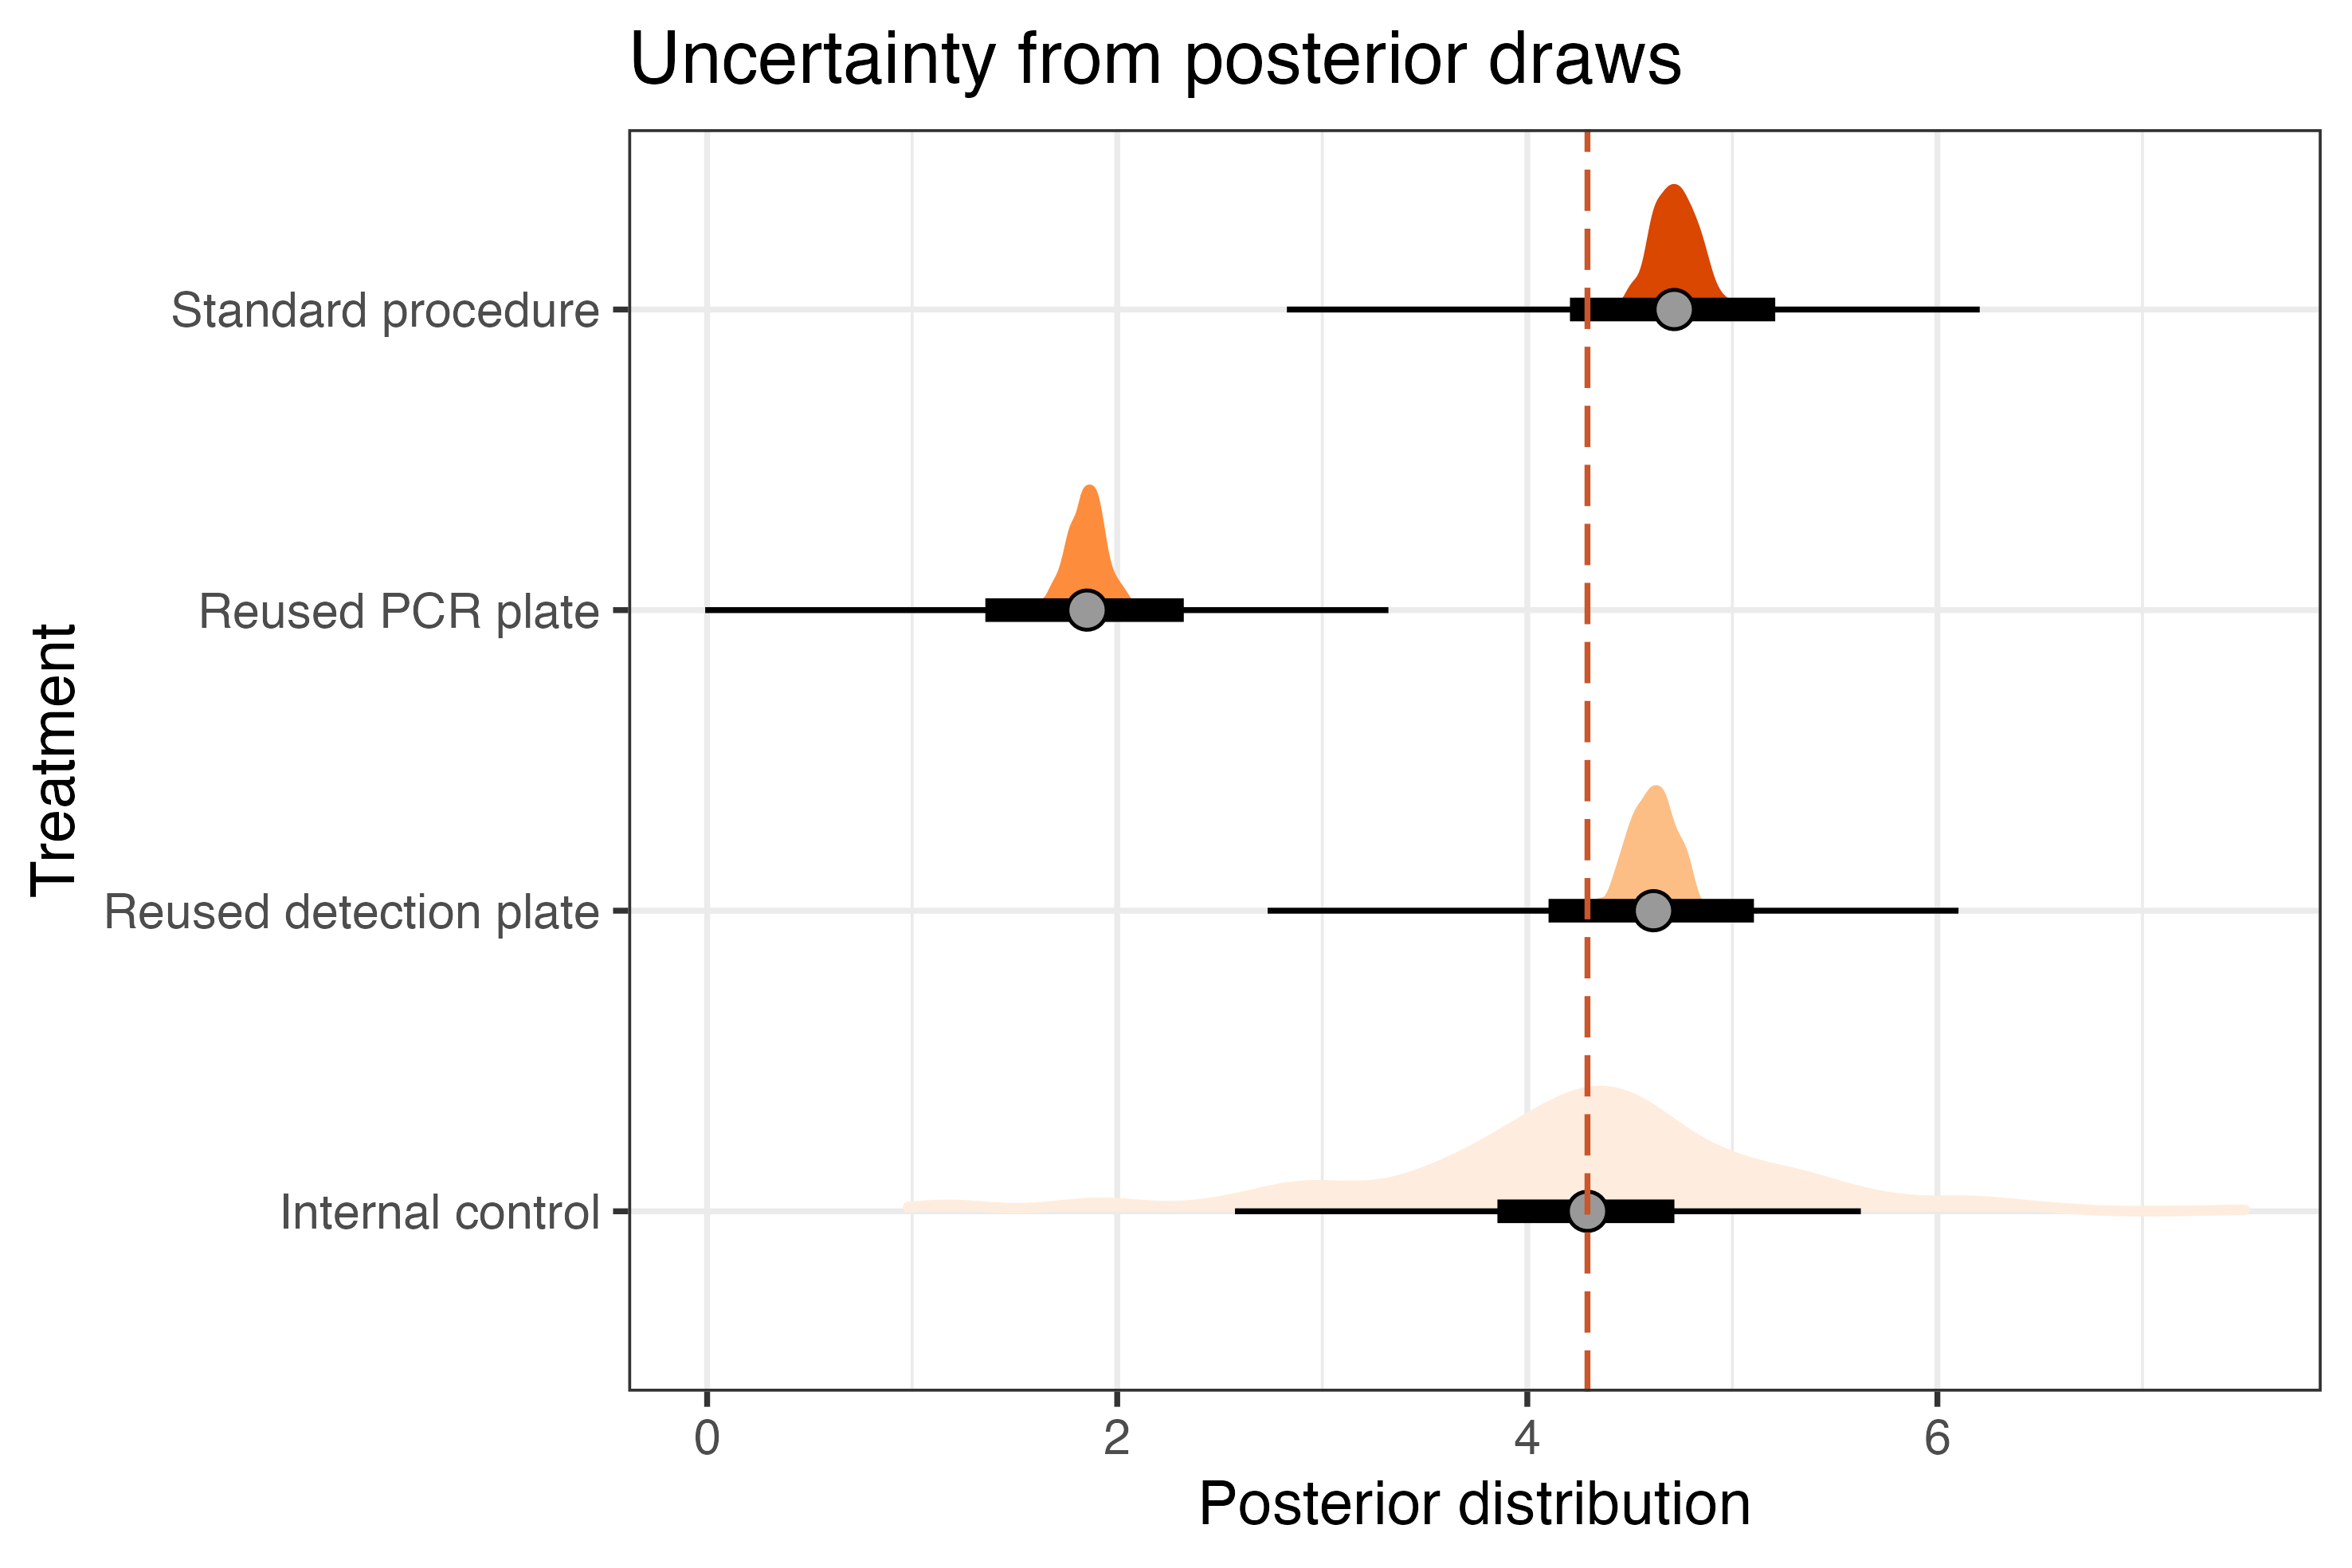 Uncertainty from posterior draws
Treatment
Standard procedure
Reused PCR plate
Reused detection plate
Internal control
0 2 4 6
Posterior distribution